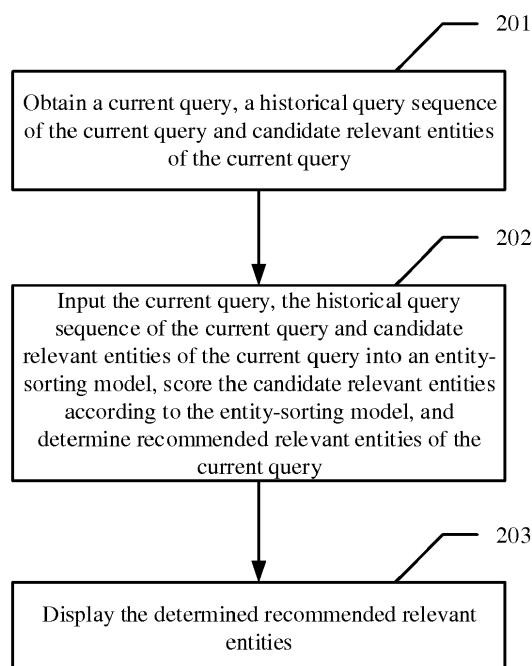 201
Obtain a current query, a historical query sequence
of the current query and candidate relevant entities
of the current query
202
Input the current query, the historical query
sequence of the current query and candidate
relevant entities of the current query into an entity-
sorting model, score the candidate relevant entities
according to the entity-sorting model, and
determine recommended relevant entities of the
current query
203
Display the determined recommended relevant
entities